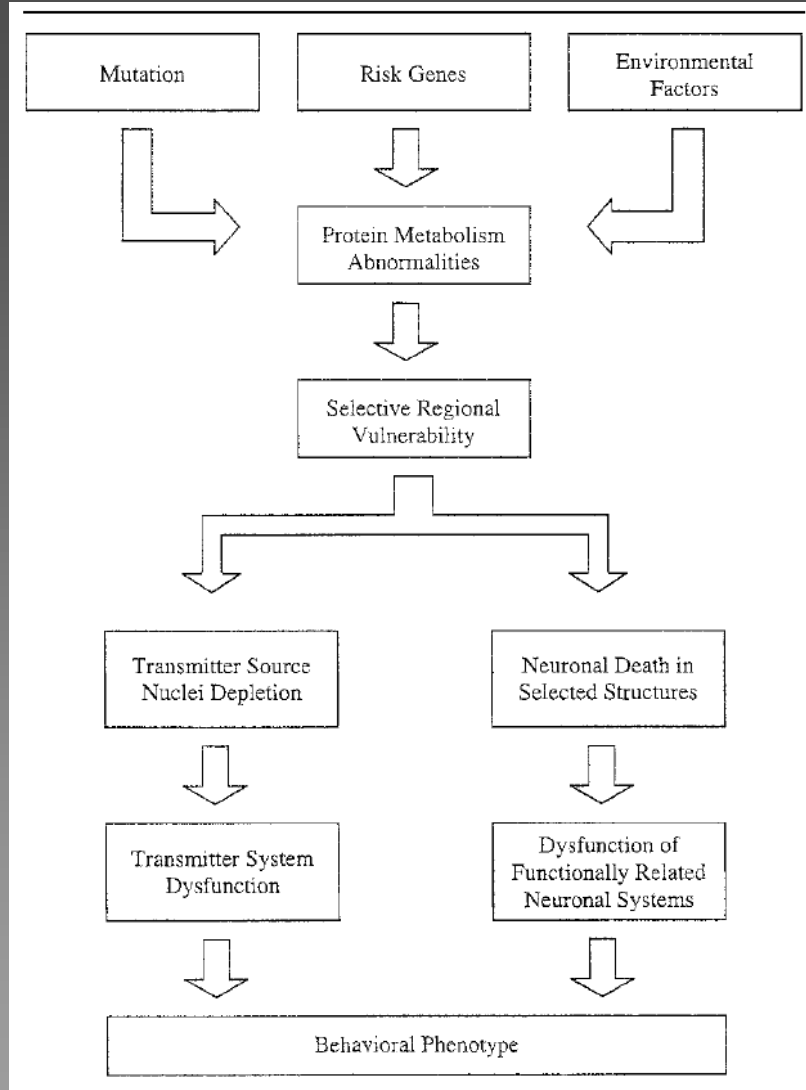 Mutation
Risk Genes
Environmental
Factors
Protein Metabolism
Abnormalities
Selective Regional
Vulnerability
Transmitter Source
Nuclei Depletion
Neuronal Death in
Selected Structures
Transmitter System
Dysfunction
Dysfunction of
Functionally Related
Neuronal Systems
Behavioral Phenotype